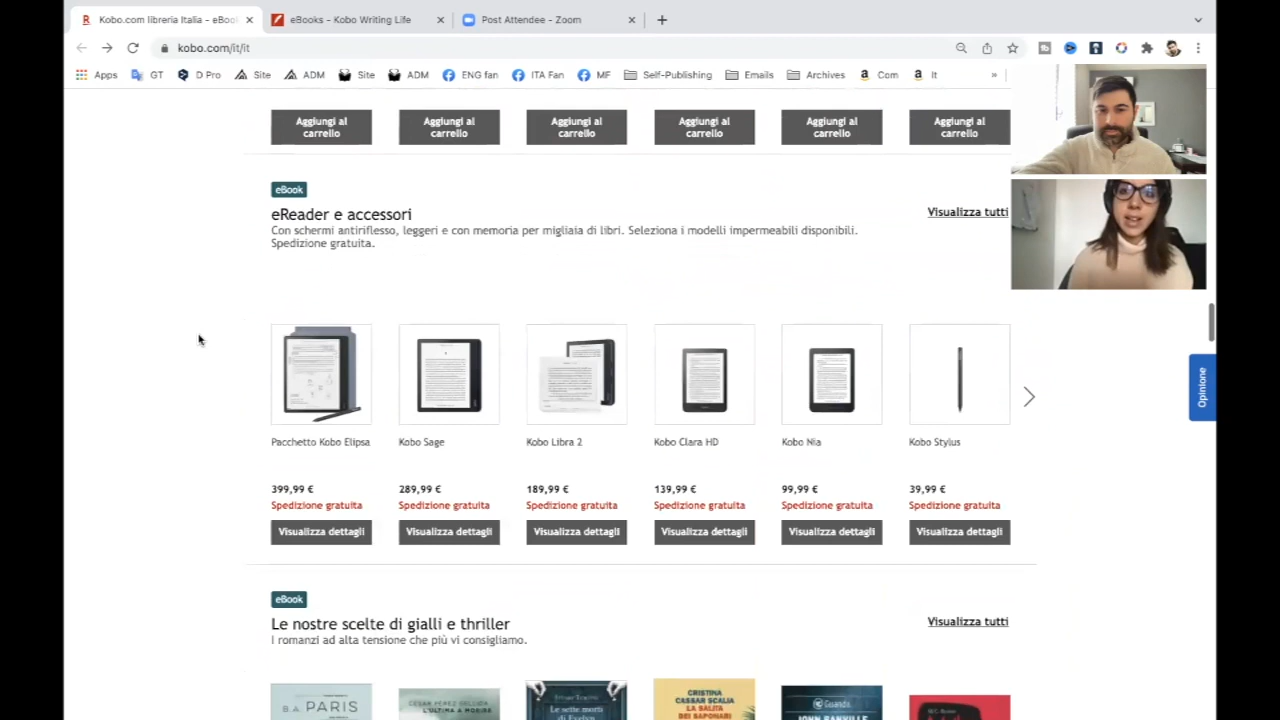 Kobo.com libreria Italia - eBook
eBooks - Kobo Writing Life
Post Attendee - Zoom
kobo.com/it/it
Apps
GT
D Pro
Site
ADM
Site
ADM
ENG fan
ITA Fan
MF
Self-Publishing
Emails
Archives
Com
It
»
Aggiungi al
carrello
Aggiungi al
carrello
Aggiungi al
carrello
Aggiungi al
carrello
Aggiungi al
carrello
Aggiungi al
carrello
eBook
eReader e accessori
Visualizza tutti
Con schermi antiriflesso, leggeri e con memoria per migliaia di libri. Seleziona i modelli impermeabili disponibili.
Spedizione gratuita.
Opinione
Pacchetto Kobo Elipsa
Kobo Sage
Kobo Libra 2
Kobo Clara HD
Kobo Nia
Kobo Stylus
399,99 €
289,99 €
189,99 €
139,99 €
99,99 €
39,99 €
Spedizione gratuita
Spedizione gratuita
Spedizione gratuita
Spedizione gratuita
Spedizione gratuita
Spedizione gratuita
Visualizza dettagli
Visualizza dettagli
Visualizza dettagli
Visualizza dettagli
Visualizza dettagli
Visualizza dettagli
eBook
Le nostre scelte di gialli e thriller
Visualizza tutti
I romanzi ad alta tensione che più vi consigliamo.
B.A. PARIS
L'ULTIMA A MORIRE
Le sette morti
CRISTINA
CASSAR SCALIA
LA SALITA
DEI SAPONARI
JOHN BANVILLE